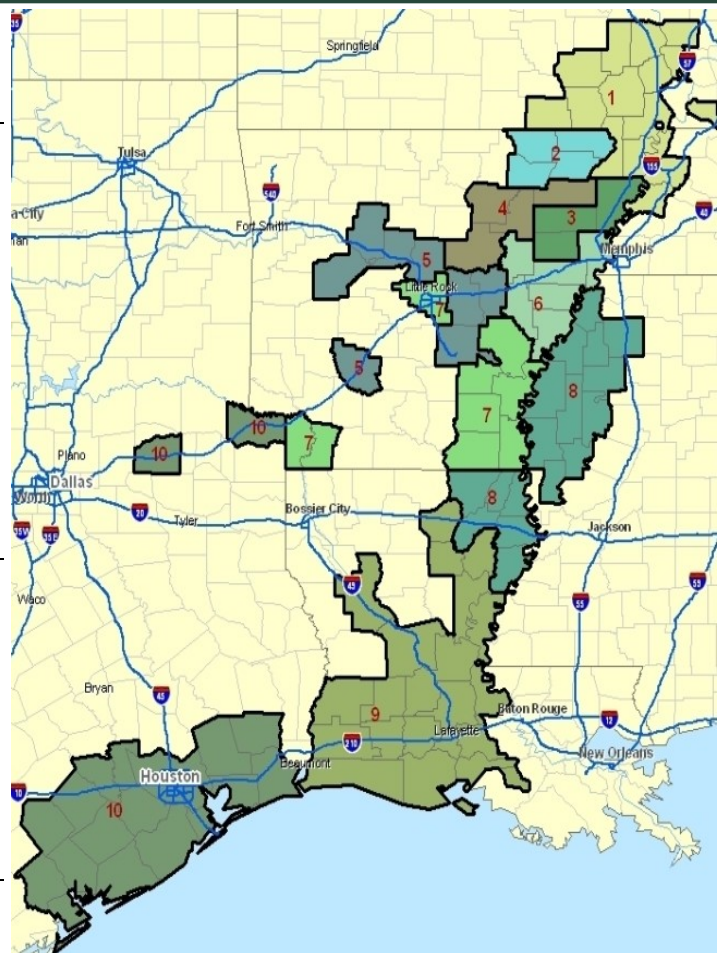 35
Springfield
57
1
Tulsa
2
155
540
4
3
40
a-City
Fort Smith
5
Memphis
Little Rock
7
6
5
8
10
7
7
10
Plano
Dallas
Worth
8
Bossier City
20
Tyler
Jackson
35W
35E
49
55
55
Waco
Bryan
45
9
Baton Rouge
12
210
Lafayette
New Orleans
Beaumont
Houston
10
10